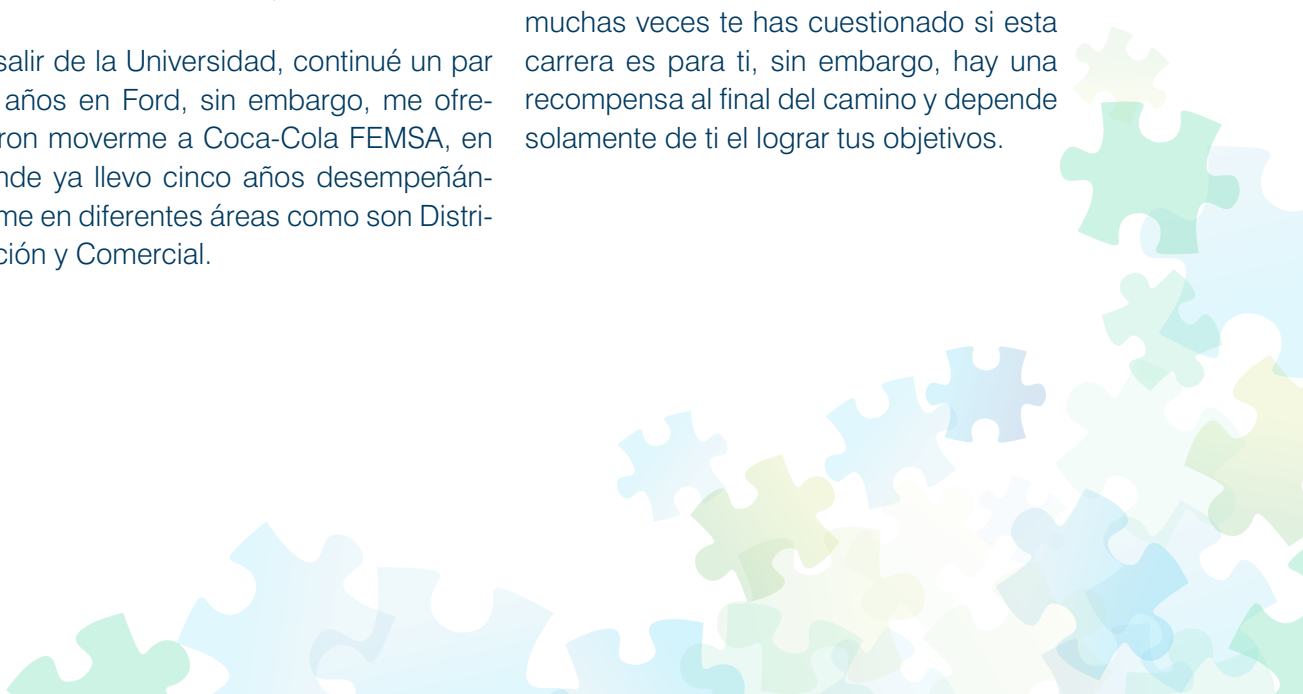 salir de la Universidad, continué un par
años en Ford, sin embargo, me ofre-
ron moverme a Coca-Cola FEMSA, en
nde ya llevo cinco años desempeñán-
me en diferentes áreas como son Distri-
ción y Comercial.
muchas veces te has cuestionado si esta
carrera es para ti, sin embargo, hay una
recompensa al final del camino y depende
solamente de ti el lograr tus objetivos.